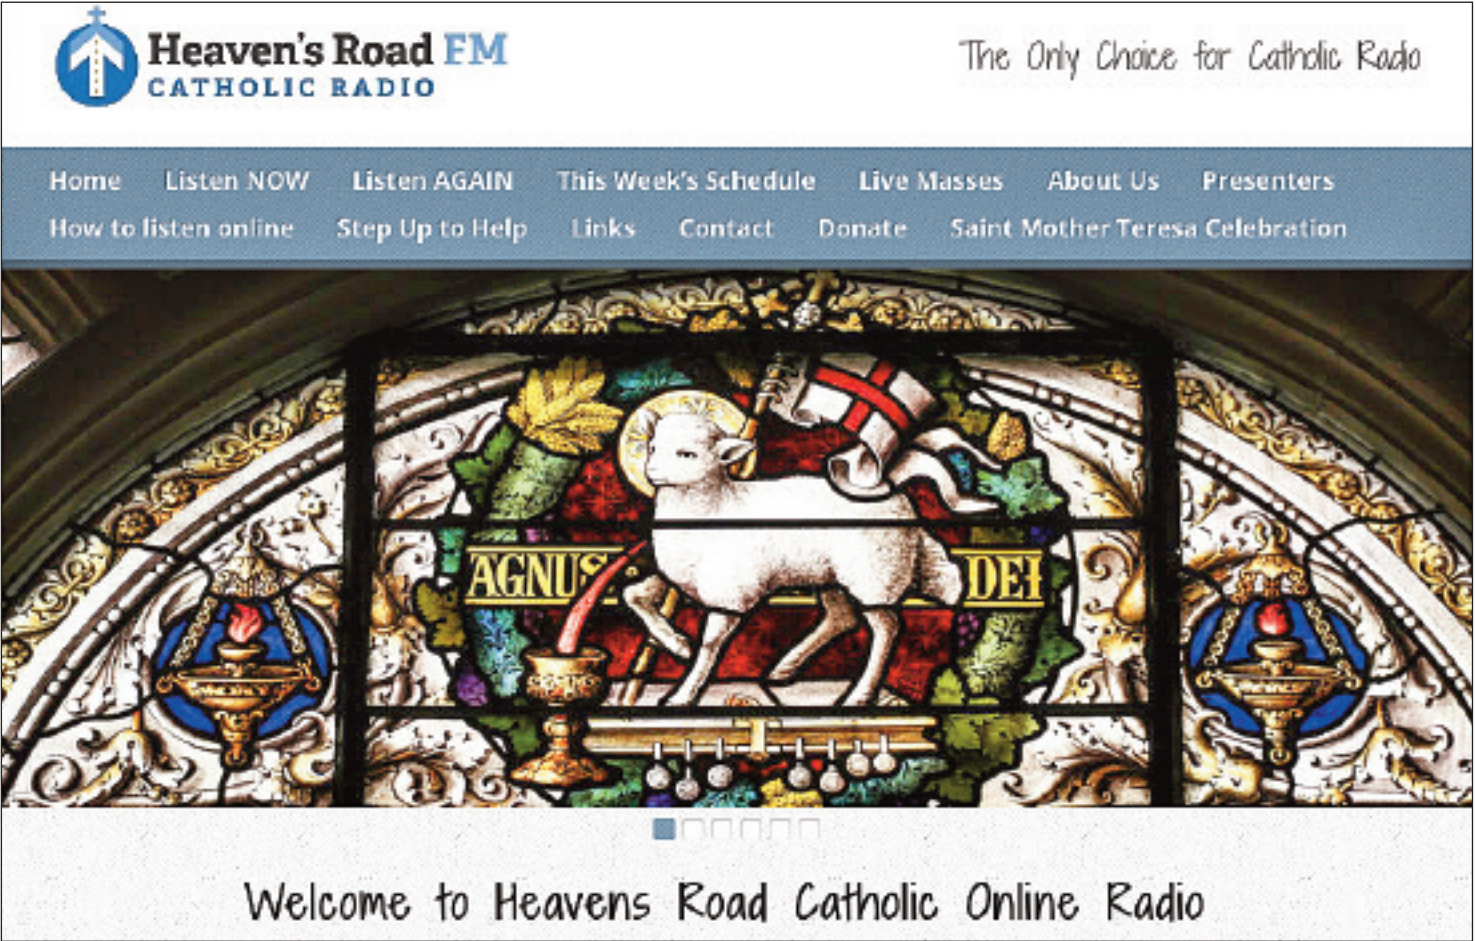 Heaven's Road FM
CATHOLIC RADIO
The Only Choice for Catholic Radio
Home Listen NOW Listen AGAIN This Week's Schedule Live Masses About Us Presenters
How to listen online Step Up to Help Links Contact Donate Saint Mother Teresa Celebration
AGNUS DEI
Welcome to Heavens Road Catholic Online Radio